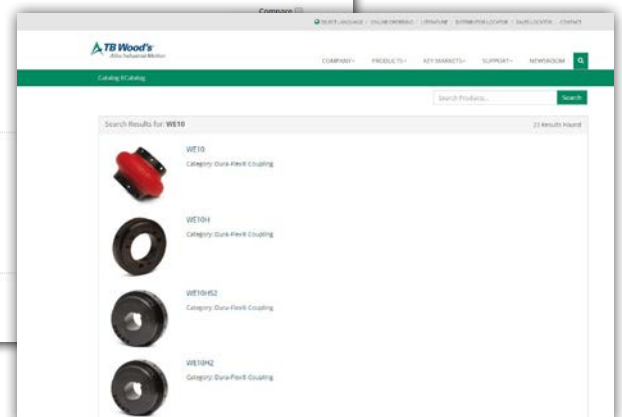 Compare
SELECT LANGUAGE / ONLINE ORDERING / LITERATURE / DISTRIBUTOR LOCATOR / SALES LOCATOR / CONTACT
TB Wood's
Altra Industrial Motion
COMPANY PRODUCTS KEY MARKETS SUPPORT NEWSROOM
Catalog
Search Products... Search
Search Results for: WE10 23 Results Found
WE10
Category: Dura-Flex® Coupling
WE10H
Category: Dura-Flex® Coupling
WE10HS2
Category: Dura-Flex® Coupling
WE10H2
Category: Dura-Flex® Coupling